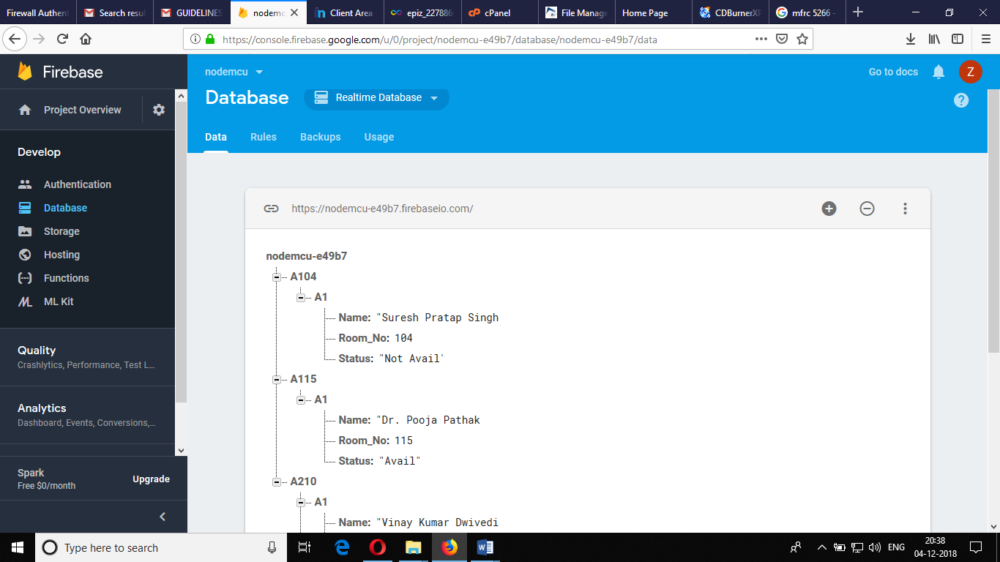 Firewall Authent
Search resu
GUIDELINES
nodemc
Client Area
epiz_227886
cPanel
File Manage
Home Page
CDBurnerXP
mfrc 5266 -
https://console.firebase.google.com/u/0/project/nodemcu-e49b7/database/nodemcu-e49b7/data
Firebase
nodemcu
Go to docs
Z
Project Overview
Database
Realtime Database
Data
Rules
Backups
Usage
Develop
Authentication
Database
Storage
Hosting
Functions
ML Kit
Quality
Crashlytics, Performance, Test L...
Analytics
Dashboard, Events, Conversions,...
Spark
Free $0/month
Upgrade
https://nodemcu-e49b7.firebaseio.com/
nodemcu-e49b7
A104
A1
Name: "Suresh Pratap Singh
Room_No: 104
Status: "Not Avail'
A115
A1
Name: "Dr. Pooja Pathak
Room_No: 115
Status: "Avail"
A210
A1
Name: "Vinay Kumar Dwivedi
Type here to search
ENG
20:38
04-12-2018